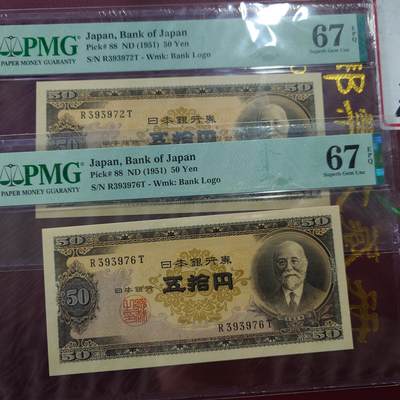 PMG
PAPER MONEY GUARANTY
Japan, Bank of Japan
Pick# 88 ND (1951) 50 Yen
S/N R393972T - Wmk: Bank Logo
67 EPQ
Superb Gem Unc
50
R393972T
日本銀行券
PMG
PAPER MONEY GUARANTY
Japan, Bank of Japan
Pick# 88 ND (1951) 50 Yen
S/N R393976T - Wmk: Bank Logo
67 EPQ
Superb Gem Unc
50
50
R393976T
日本銀行券
50
五拾円
日本銀行
R393976T
50
50